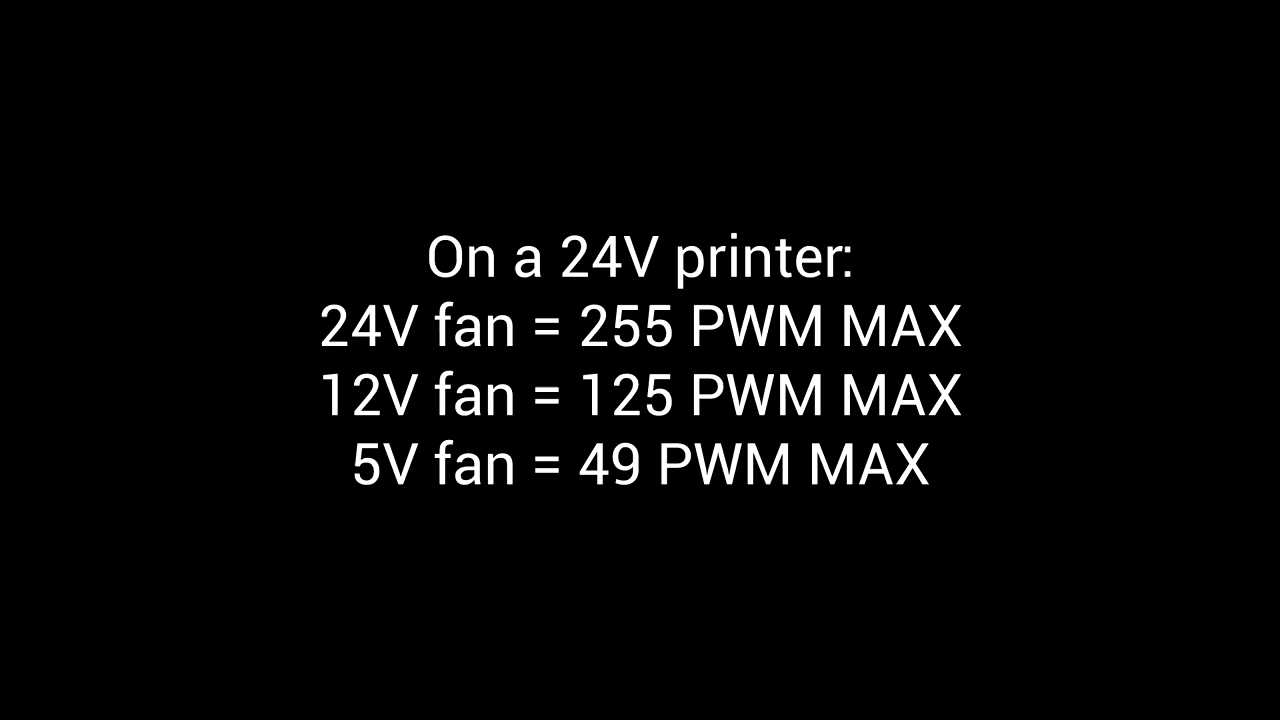 On a 24V printer:
24V fan = 255 PWM MAX
12V fan = 125 PWM MAX
5V fan = 49 PWM MAX